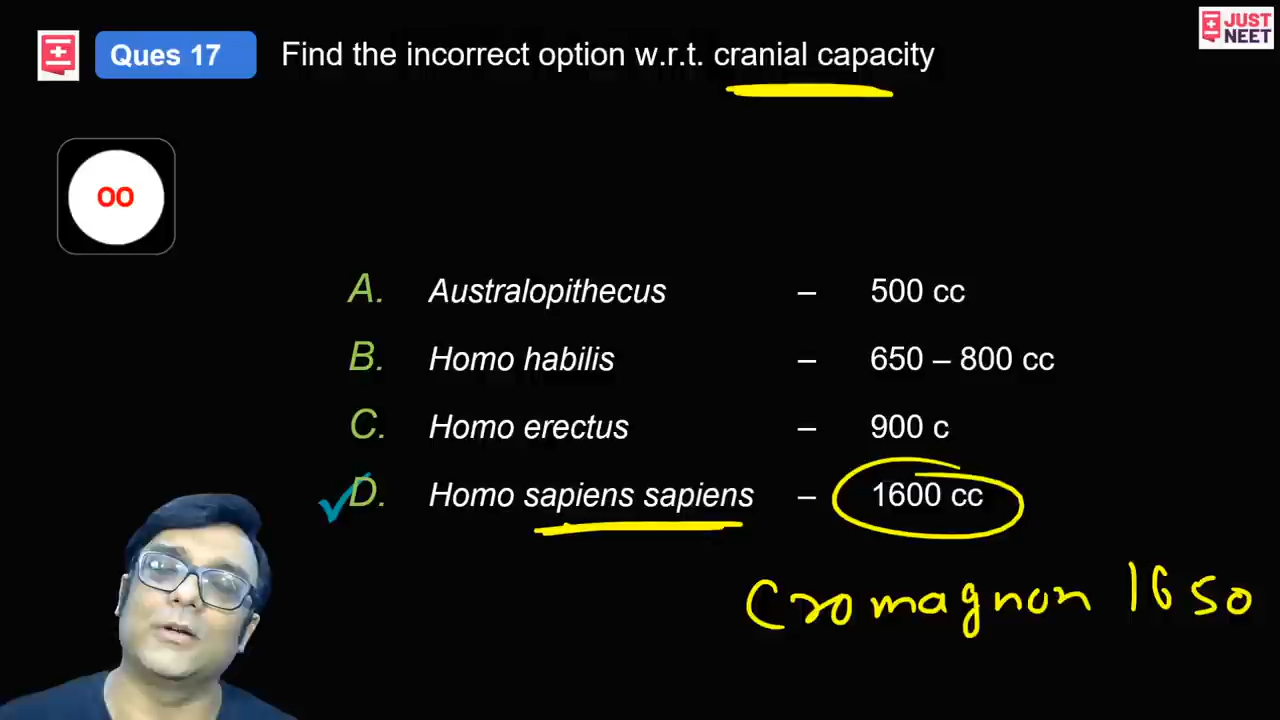 JUST
NEET
Ques 17 Find the incorrect option w.r.t. cranial capacity
00
A. Australopithecus – 500 cc
B. Homo habilis – 650 – 800 cc
C. Homo erectus – 900 c
D. Homo sapiens sapiens – 1600 cc
Cromagnon 1650